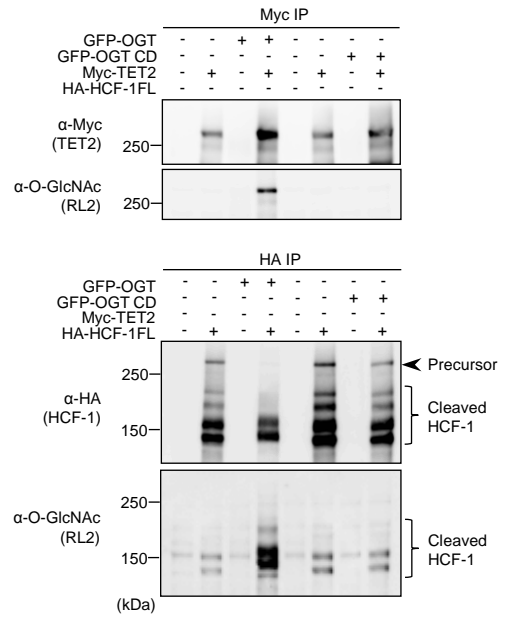 Myc IP
GFP-OGT - - + + - - - -
GFP-OGT CD - - - - - - + +
Myc-TET2 - + - + - + - +
HA-HCF-1FL - - - - - - - -
α-Myc
(TET2)
250
α-O-GlcNAc
(RL2)
250
HA IP
GFP-OGT - - + + - - - -
GFP-OGT CD - - - - - - + +
Myc-TET2 - - - - - - - -
HA-HCF-1FL - + - + - + - +
250
Precursor
α-HA
(HCF-1)
Cleaved
HCF-1
150
250
α-O-GlcNAc
(RL2)
Cleaved
HCF-1
150
(kDa)